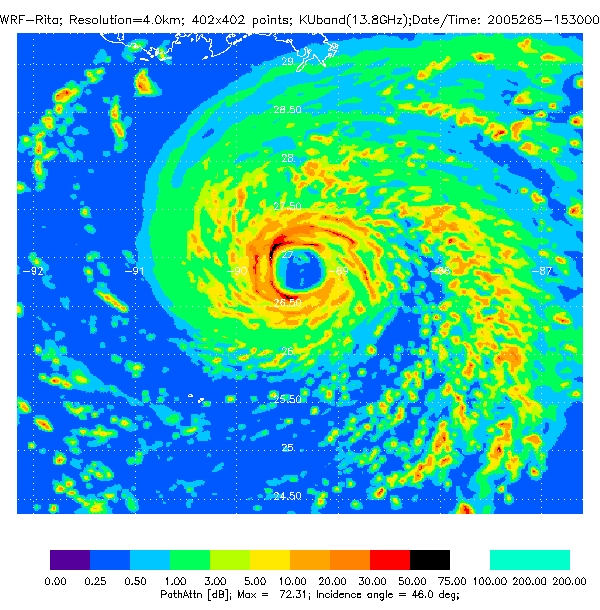 WRF-Rita; Resolution=4.0km; 402x402 points; KUband(13.8GHz);Date/Time: 2005265-153000
29
28.50
28
27.50
27
-92 -91 -90 -89 -88 -87
26.50
26
25.50
25
24.50
0.00 0.25 0.50 1.00 3.00 5.00 10.00 20.00 30.00 50.00 75.00 100.00 200.00 200.00
PathAttn [dB]; Max = 72.31; Incidence angle = 46.0 deg;